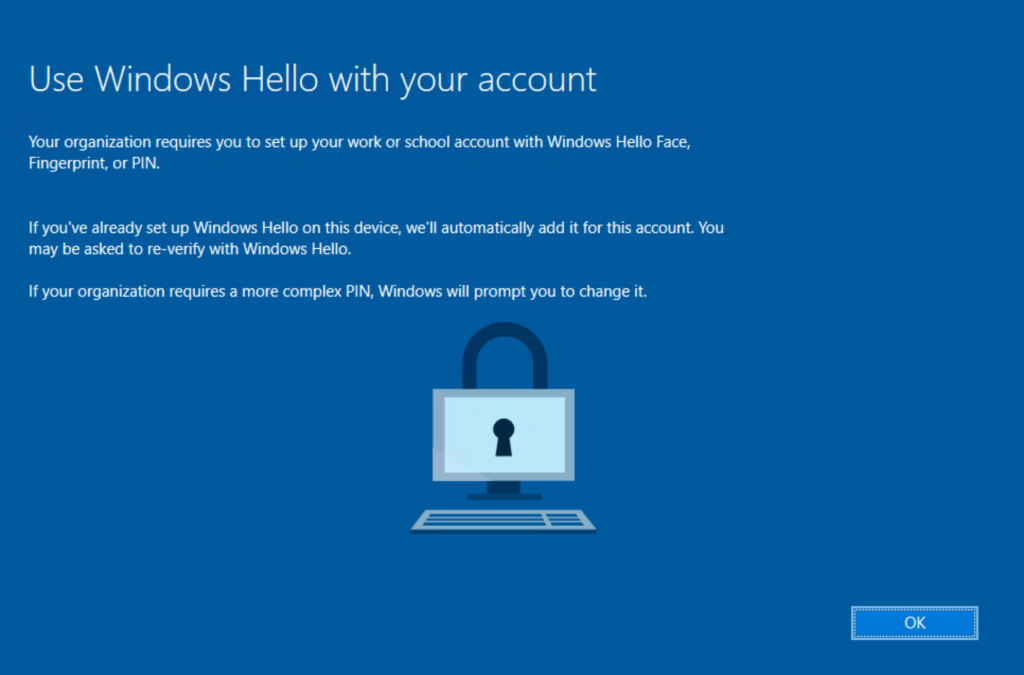 Use Windows Hello with your account
Your organization requires you to set up your work or school account with Windows Hello Face,
Fingerprint, or PIN.
If you've already set up Windows Hello on this device, we'll automatically add it for this account. You
may be asked to re-verify with Windows Hello.
If your organization requires a more complex PIN, Windows will prompt you to change it.
OK